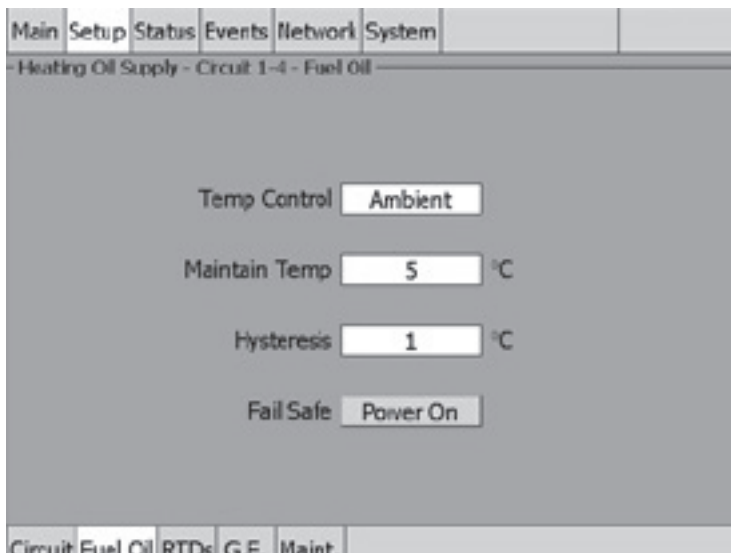 Main Setup Status Events Network System
Heating Oil Supply - Circuit 1-4 - Fuel Oil
Temp Control Ambient
Maintain Temp 5 °C
Hysteresis 1 °C
Fail Safe Power On
Circuit Fuel Oil RTDs G.F. Maint